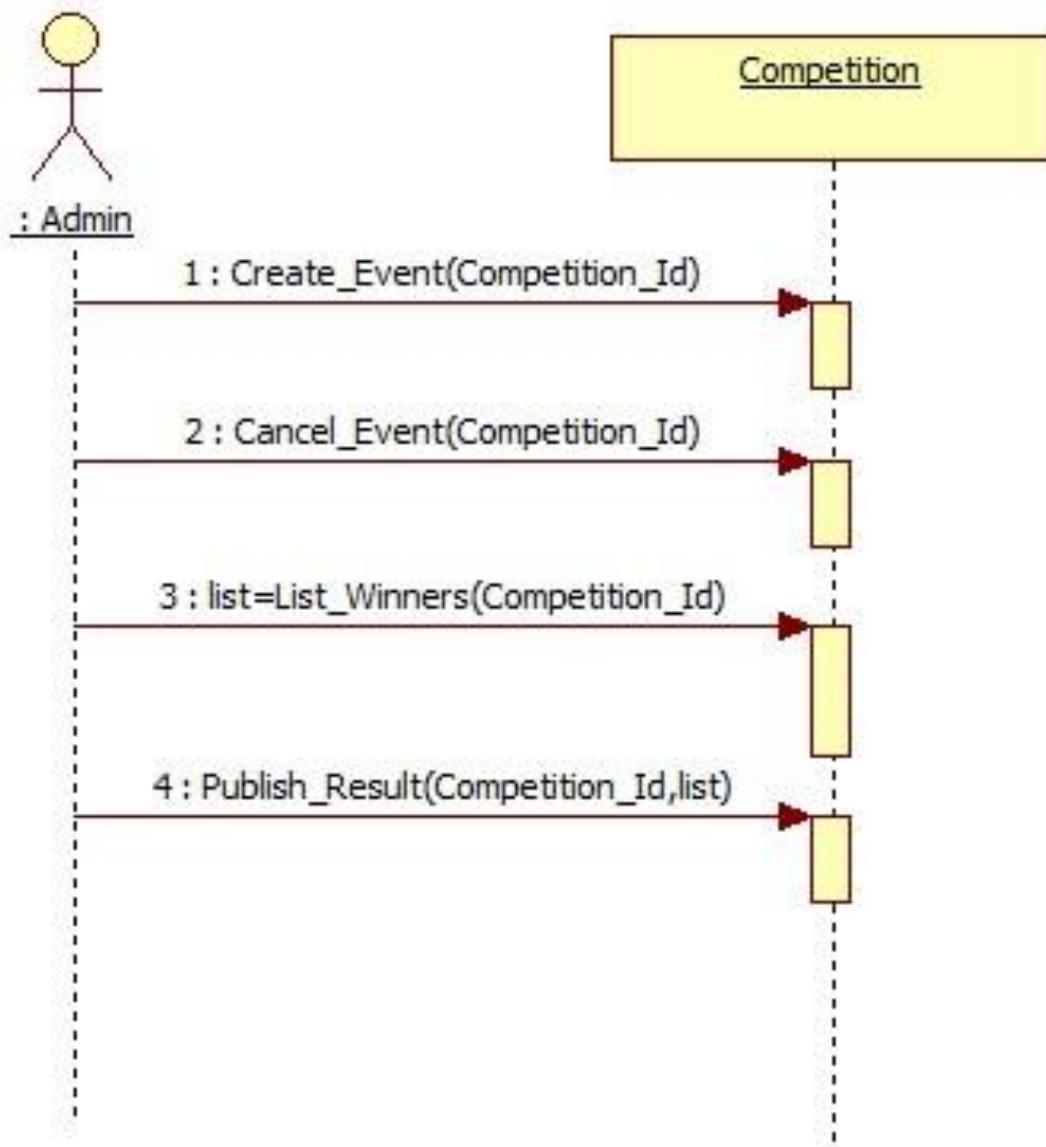 Competition
: Admin
1 : Create_Event(Competition_Id)
2 : Cancel_Event(Competition_Id)
3 : list=List_Winners(Competition_Id)
4 : Publish_Result(Competition_Id,list)